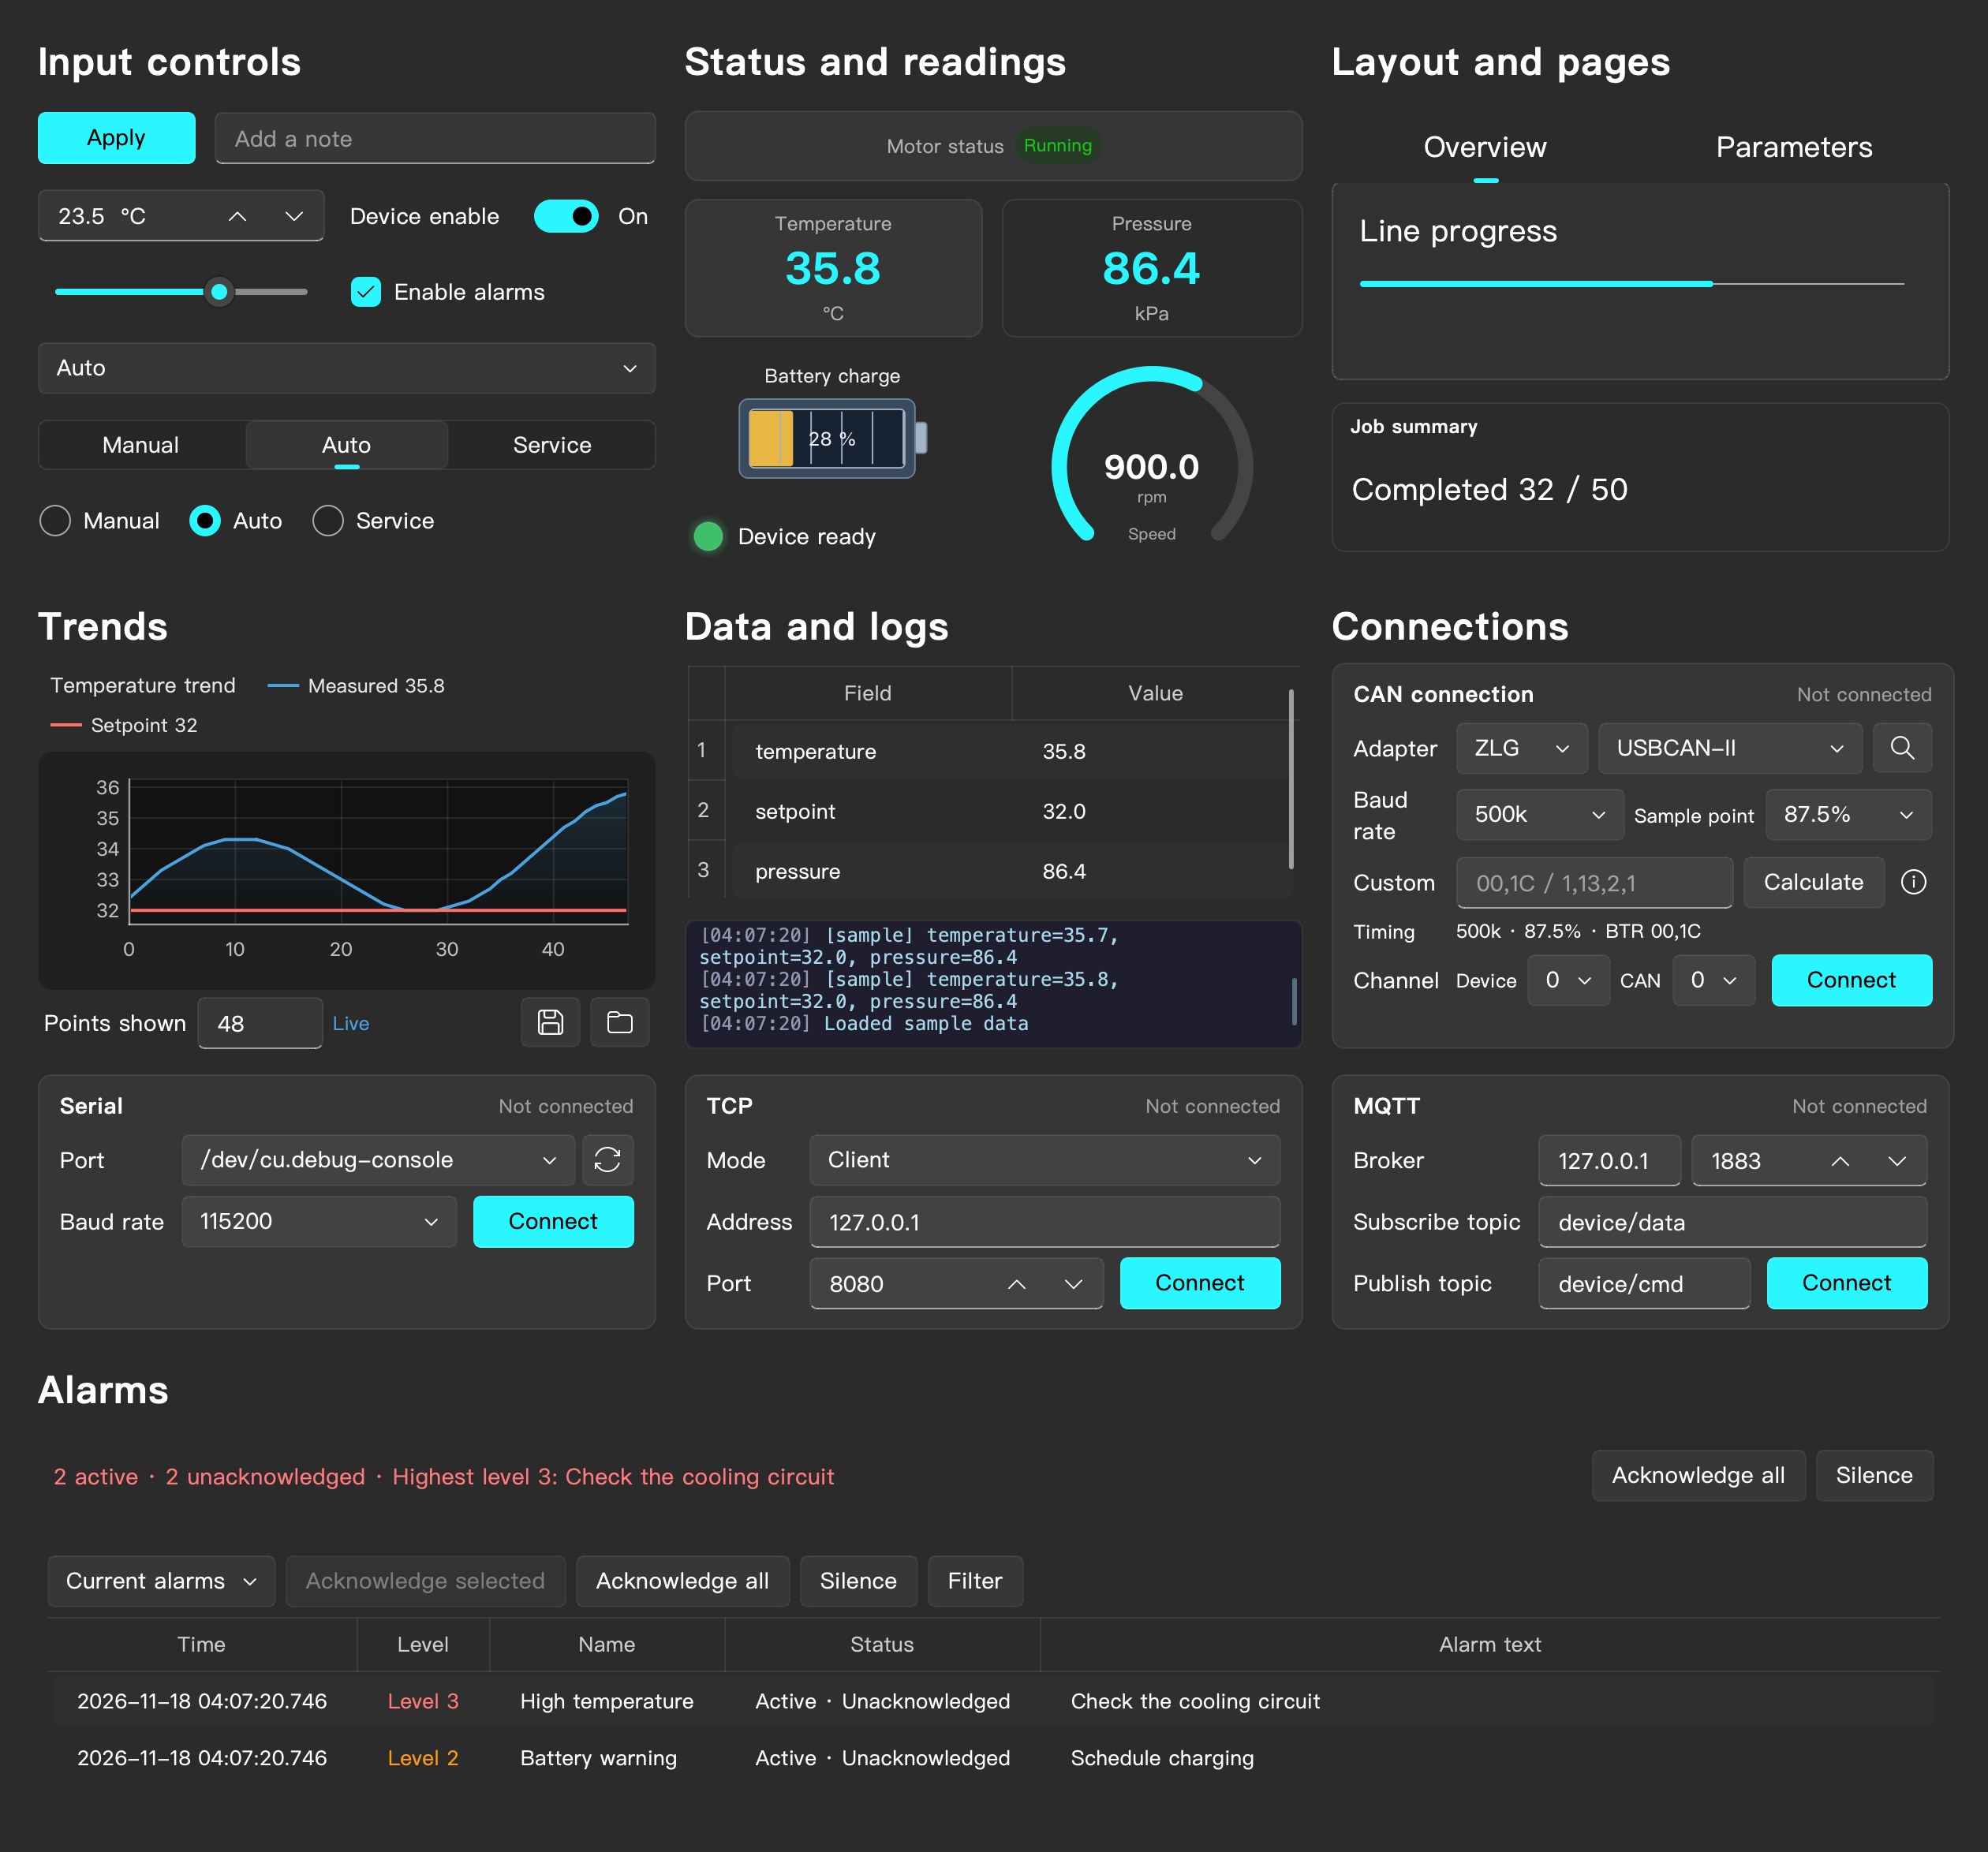 Input controls
Apply
Add a note
23.5 °C
Device enable
On
Enable alarms
Auto
Manual
Auto
Service
Manual
Auto
Service
Status and readings
Motor status
Running
Temperature
35.8
°C
Pressure
86.4
kPa
Battery charge
28 %
Device ready
900.0
rpm
Speed
Layout and pages
Overview
Parameters
Line progress
Job summary
Completed 32 / 50
Trends
Temperature trend
Measured 35.8
Setpoint 32
36
35
34
33
32
0
10
20
30
40
Points shown
48
Live
Data and logs
Field
Value
1
temperature
35.8
2
setpoint
32.0
3
pressure
86.4
[04:07:20] [sample] temperature=35.7,
setpoint=32.0, pressure=86.4
[04:07:20] [sample] temperature=35.8,
setpoint=32.0, pressure=86.4
[04:07:20] Loaded sample data
Connections
CAN connection
Not connected
Adapter
ZLG
USBCAN-II
Baud
rate
500k
Sample point
87.5%
Custom
00,1C / 1,13,2,1
Calculate
Timing
500k · 87.5% · BTR 00,1C
Channel
Device
0
CAN
0
Connect
Serial
Not connected
Port
/dev/cu.debug-console
Baud rate
115200
Connect
TCP
Not connected
Mode
Client
Address
127.0.0.1
Port
8080
Connect
MQTT
Not connected
Broker
127.0.0.1
1883
Subscribe topic
device/data
Publish topic
device/cmd
Connect
Alarms
2 active · 2 unacknowledged · Highest level 3: Check the cooling circuit
Acknowledge all
Silence
Current alarms
Acknowledge selected
Acknowledge all
Silence
Filter
Time
Level
Name
Status
Alarm text
2026-11-18 04:07:20.746
Level 3
High temperature
Active · Unacknowledged
Check the cooling circuit
2026-11-18 04:07:20.746
Level 2
Battery warning
Active · Unacknowledged
Schedule charging